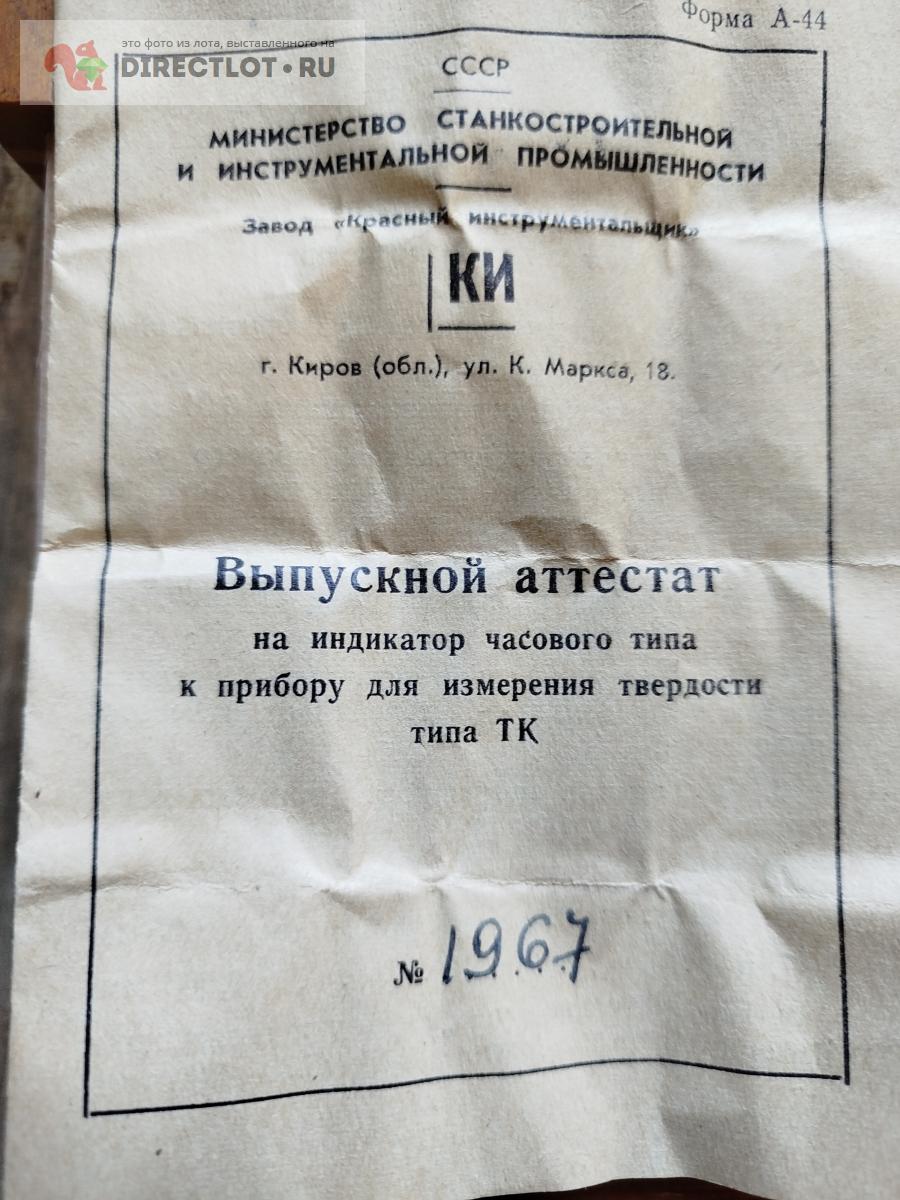 Форма А-44
это фото из лота, выставленного на
DIRECTLOT.RU
СССР
МИНИСТЕРСТВО СТАНКОСТРОИТЕЛЬНОЙ
И ИНСТРУМЕНТАЛЬНОЙ ПРОМЫШЛЕННОСТИ
Завод «Красный инструментальщик»
КИ
г. Киров (обл.), ул. К. Маркса, 18.
Выпускной аттестат
на индикатор часового типа
к прибору для измерения твердости
типа ТК
№ 1967